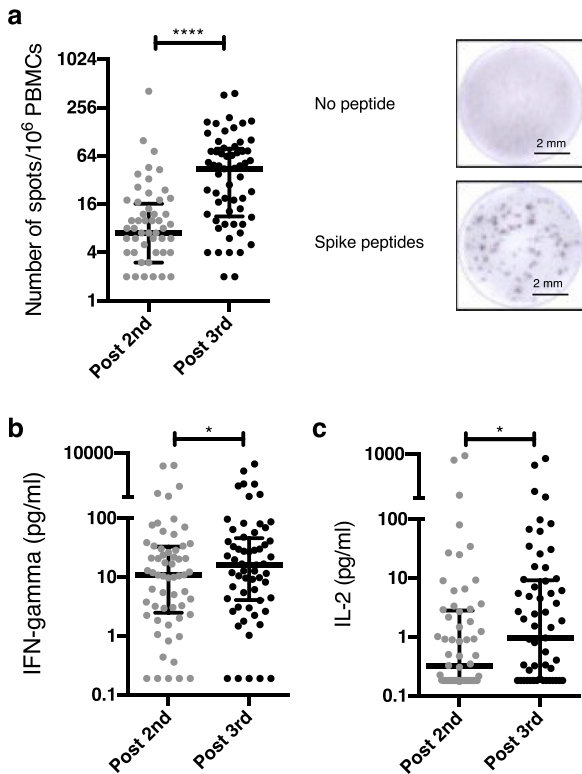 a
****
Number of spots/10⁶ PBMCs
1024
256
64
16
4
1
Post 2nd
Post 3rd
No peptide
2 mm
Spike peptides
2 mm
b
*
IFN-gamma (pg/ml)
10000
100
10
1
0.1
Post 2nd
Post 3rd
c
*
IL-2 (pg/ml)
1000
100
10
1
0.1
Post 2nd
Post 3rd